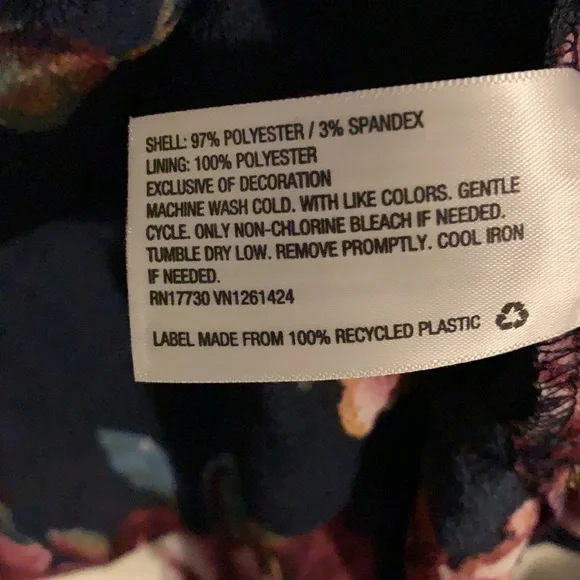 SHELL: 97% POLYESTER / 3% SPANDEX
LINING: 100% POLYESTER
EXCLUSIVE OF DECORATION
MACHINE WASH COLD. WITH LIKE COLORS. GENTLE
CYCLE. ONLY NON-CHLORINE BLEACH IF NEEDED.
TUMBLE DRY LOW. REMOVE PROMPTLY. COOL IRON
IF NEEDED.
RN17730 VN1261424
LABEL MADE FROM 100% RECYCLED PLASTIC